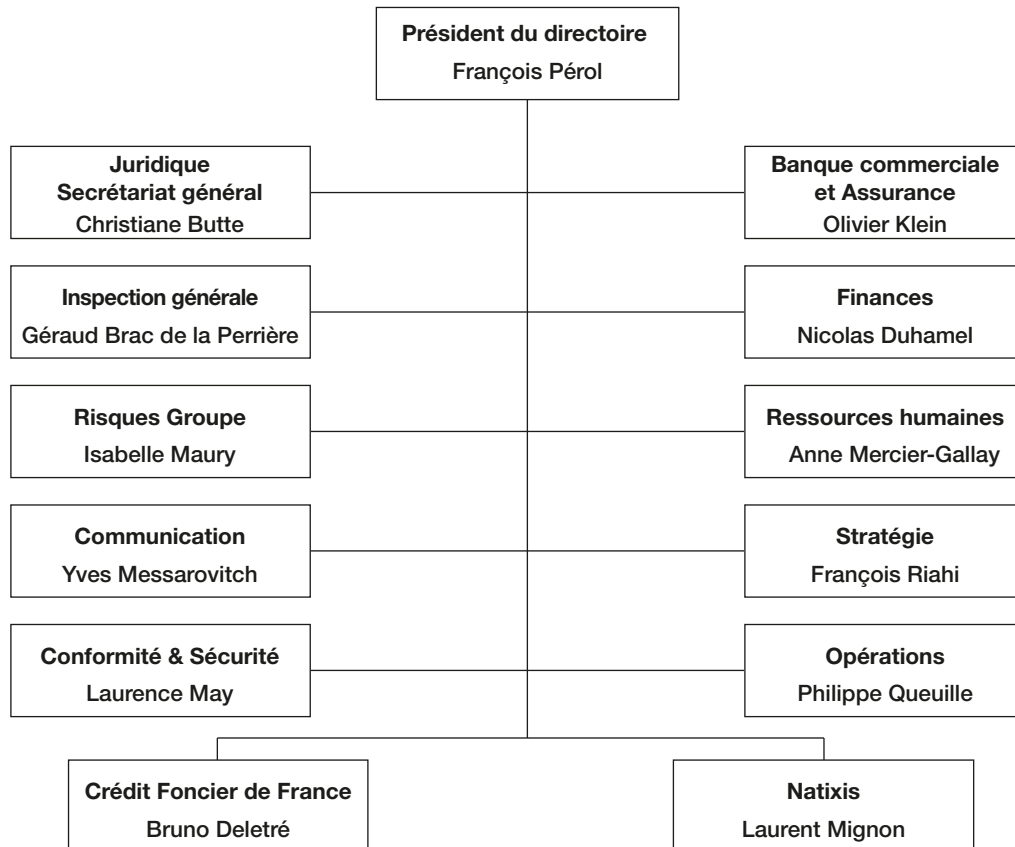 Président du directoire
François Pérol
Juridique
Secrétariat général
Christiane Butte
Banque commerciale
et Assurance
Olivier Klein
Inspection générale
Géraud Brac de la Perrière
Finances
Nicolas Duhamel
Risques Groupe
Isabelle Maury
Ressources humaines
Anne Mercier-Gallay
Communication
Yves Messarovitch
Stratégie
François Riahi
Conformité & Sécurité
Laurence May
Opérations
Philippe Queuille
Crédit Foncier de France
Bruno Deletré
Natixis
Laurent Mignon